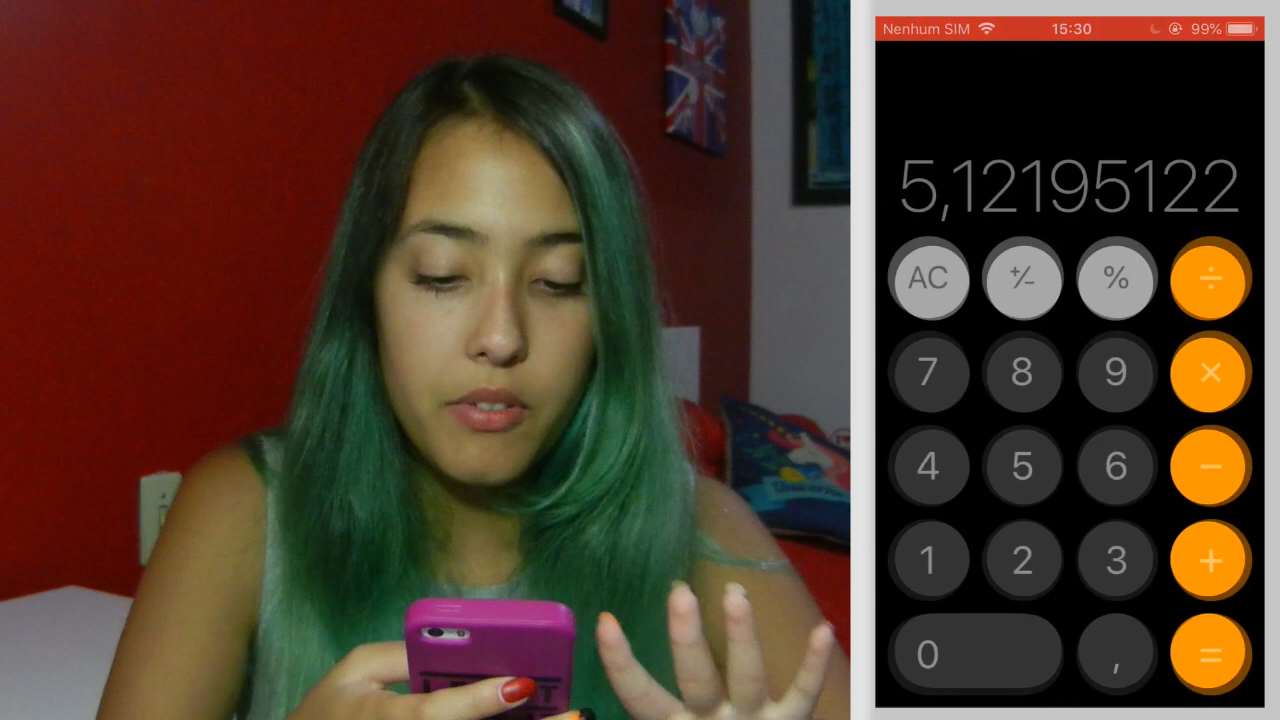 Nenhum SIM 15:30 99%
5,12195122
AC +/- % ÷
7 8 9 ×
4 5 6 −
1 2 3 +
0 , =